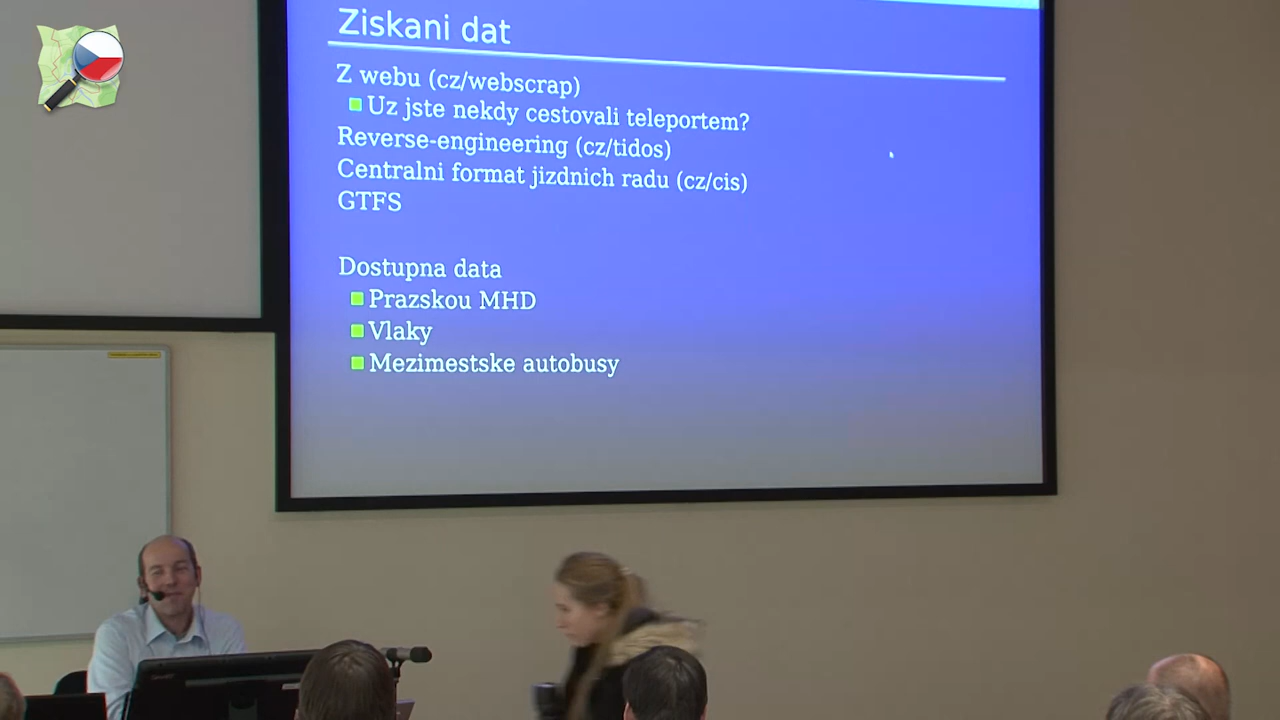 Ziskani dat
Z webu (cz/webscrap)
Uz jste nekdy cestovali teleportem?
Reverse-engineering (cz/tidos)
Centralni format jizdnich radu (cz/cis)
GTFS
Dostupna data
Prazskou MHD
Vlaky
Mezimestske autobusy